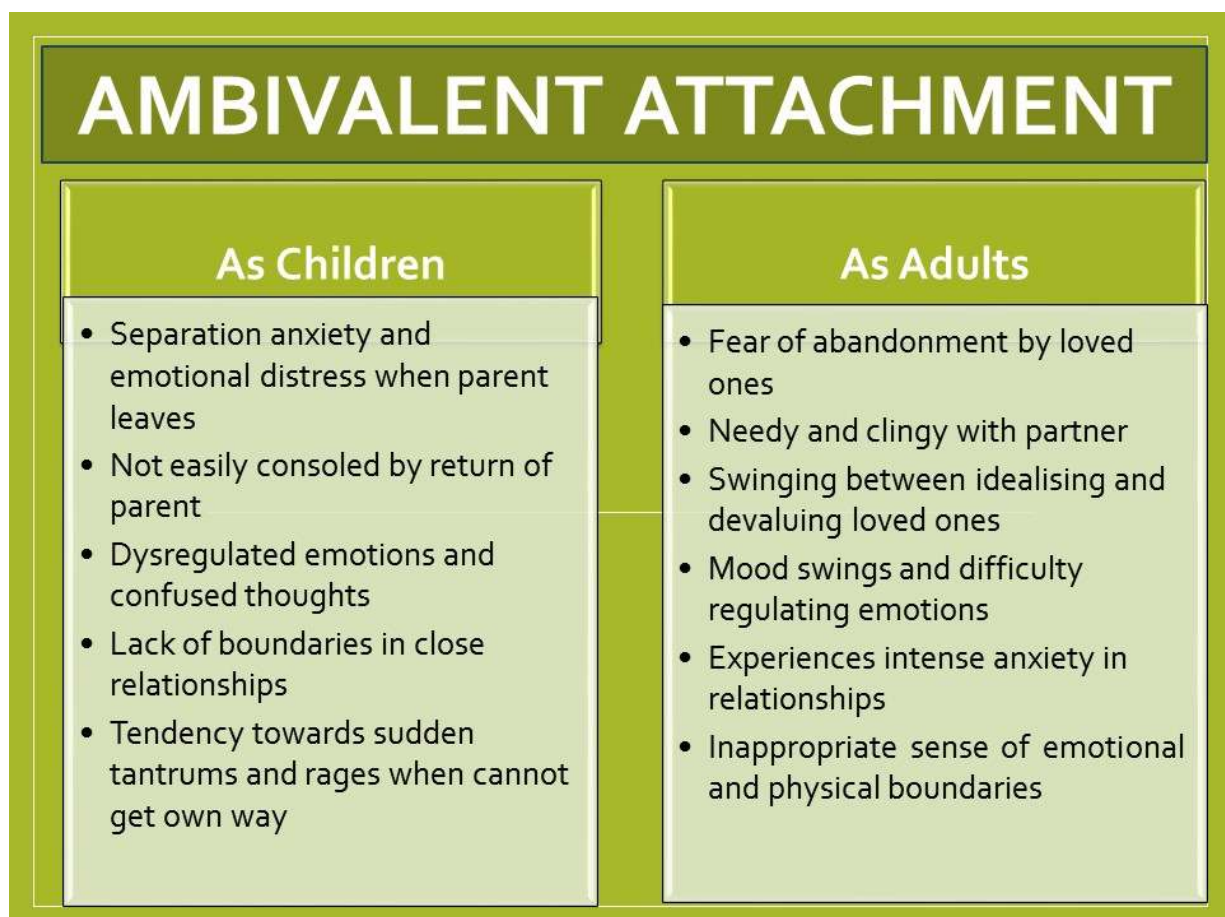 AMBIVALENT ATTACHMENT
As Children
• Separation anxiety and
emotional distress when parent
leaves
• Not easily consoled by return of
parent
• Dysregulated emotions and
confused thoughts
• Lack of boundaries in close
relationships
• Tendency towards sudden
tantrums and rages when cannot
get own way
As Adults
• Fear of abandonment by loved
ones
• Needy and clingy with partner
• Swinging between idealising and
devaluing loved ones
• Mood swings and difficulty
regulating emotions
• Experiences intense anxiety in
relationships
• Inappropriate sense of emotional
and physical boundaries